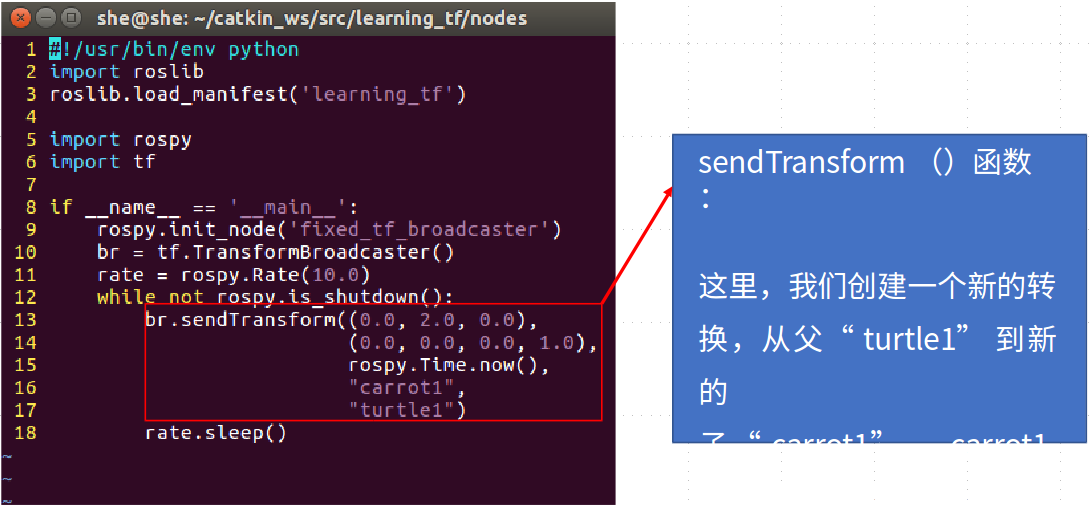 she@she: ~/catkin_ws/src/learning_tf/nodes
1 #!/usr/bin/env python
2 import roslib
3 roslib.load_manifest('learning_tf')
4
5 import rospy
6 import tf
7
8 if __name__ == '__main__':
9     rospy.init_node('fixed_tf_broadcaster')
10     br = tf.TransformBroadcaster()
11     rate = rospy.Rate(10.0)
12     while not rospy.is_shutdown():
13         br.sendTransform((0.0, 2.0, 0.0),
14                          (0.0, 0.0, 0.0, 1.0),
15                          rospy.Time.now(),
16                          "carrot1",
17                          "turtle1")
18         rate.sleep()
~
~
~
sendTransform （）函数
：
这里，我们创建一个新的转
换，从父“ turtle1” 到新
的
子 “ carrot1” carrot1